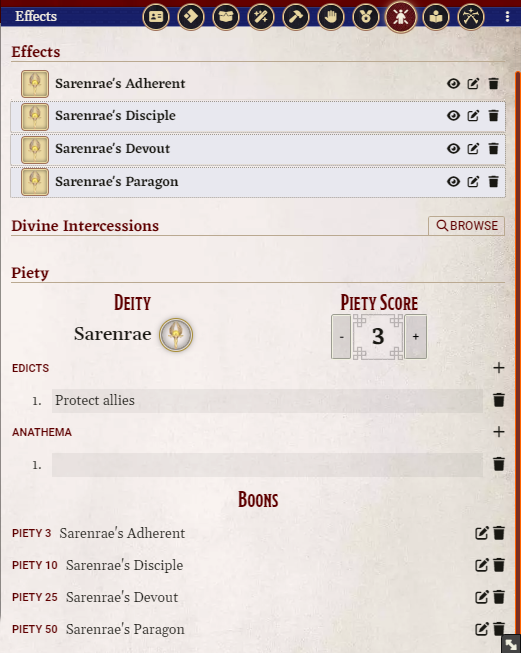 Effects
Effects
Sarenrae's Adherent
Sarenrae's Disciple
Sarenrae's Devout
Sarenrae's Paragon
Divine Intercessions BROWSE
Piety
DEITY PIETY SCORE
Sarenrae - 3 +
EDICTS +
1. Protect allies
ANATHEMA +
1.
BOONS
PIETY 3 Sarenrae's Adherent
PIETY 10 Sarenrae's Disciple
PIETY 25 Sarenrae's Devout
PIETY 50 Sarenrae's Paragon